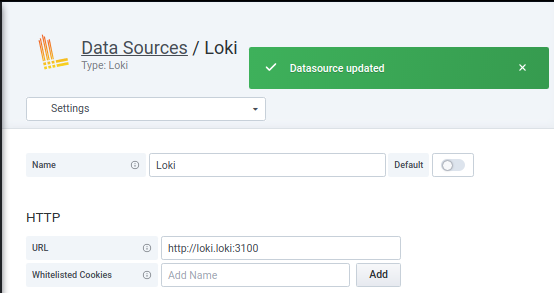 Data Sources / Loki
Type: Loki
Datasource updated
Settings
Name
Loki
Default
HTTP
URL
http://loki.loki:3100
Whitelisted Cookies
Add Name
Add